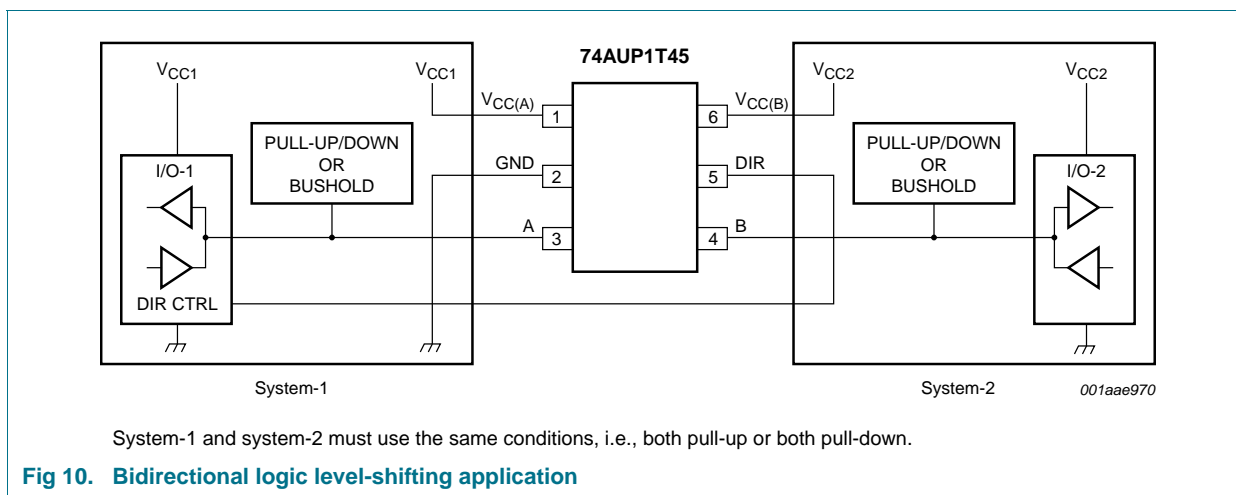 74AUP1T45
VCC1
VCC1
VCC(A)
1
6
VCC(B)
VCC2
VCC2
PULL-UP/DOWN
OR
BUSHOLD
I/O-1
GND
2
5
DIR
PULL-UP/DOWN
OR
BUSHOLD
I/O-2
A
3
4
B
DIR CTRL
System-1
System-2
001aae970
System-1 and system-2 must use the same conditions, i.e., both pull-up or both pull-down.
Fig 10. Bidirectional logic level-shifting application